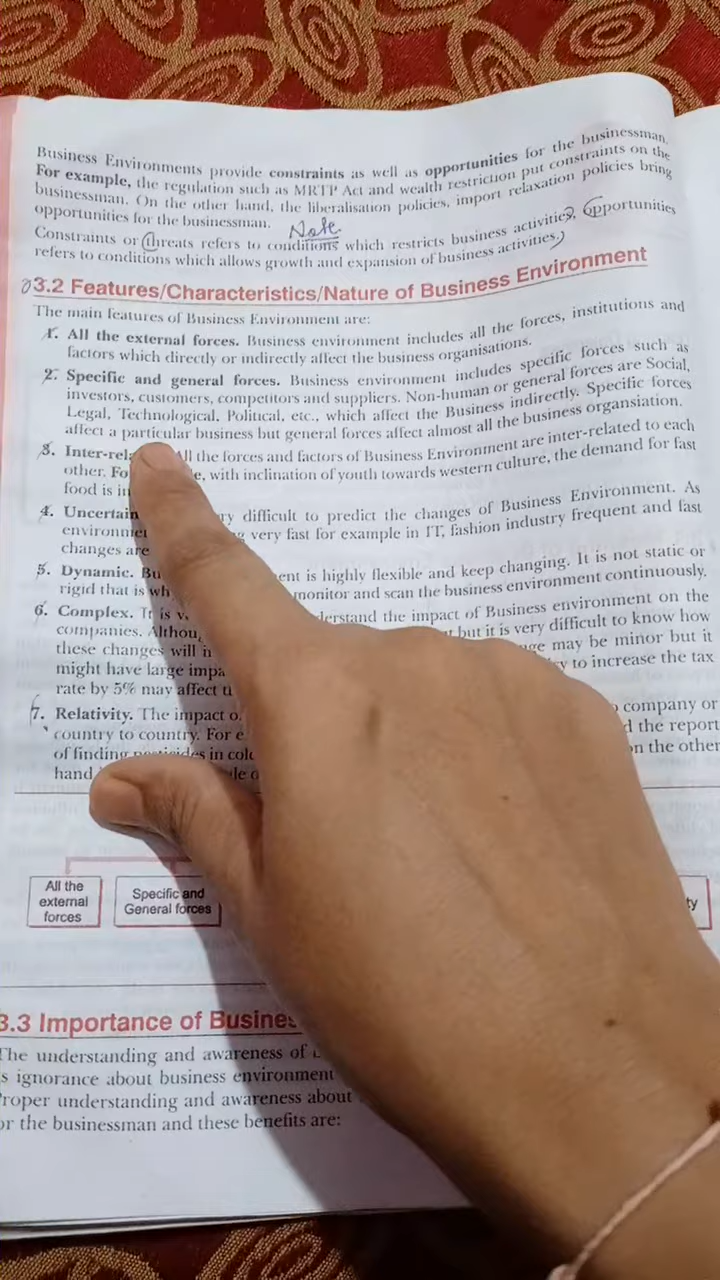 Business Environments provide constraints as well as opportunities for the businessman.
For example, the regulation such as MRTP Act and wealth restriction put constraints on the
businessman. On the other hand, the liberalisation policies, import relaxation policies bring
opportunities for the businessman.
Note
Constraints or threats refers to conditions which restricts business activities, Opportunities
refers to conditions which allows growth and expansion of business activities.
3.2 Features/Characteristics/Nature of Business Environment
The main features of Business Environment are:
1. All the external forces. Business environment includes all the forces, institutions and
factors which directly or indirectly affect the business organisations.
2. Specific and general forces. Business environment includes specific forces such as
investors, customers, competitors and suppliers. Non-human or general forces are Social,
Legal, Technological, Political, etc., which affect the Business indirectly. Specific forces
affect a particular business but general forces affect almost all the business organsiation.
3. Inter-rela All the forces and factors of Business Environment are inter-related to each
other. Fo e, with inclination of youth towards western culture, the demand for fast
food is in
4. Uncertain ry difficult to predict the changes of Business Environment. As
environmen very fast for example in IT, fashion industry frequent and fast
changes are
5. Dynamic. Bu ent is highly flexible and keep changing. It is not static or
rigid that is wh monitor and scan the business environment continuously.
6. Complex. It is v. derstand the impact of Business environment on the
companies. Althou but it is very difficult to know how
these changes will in ge may be minor but it
might have large impa y to increase the tax
rate by 5% may affect t
7. Relativity. The impact o company or
country to country. For e d the report
of finding pesticides in col on the other
hand de o
All the external forces
Specific and General forces
ty
3.3 Importance of Busines
The understanding and awareness of
s ignorance about business environment
Proper understanding and awareness about
or the businessman and these benefits are: